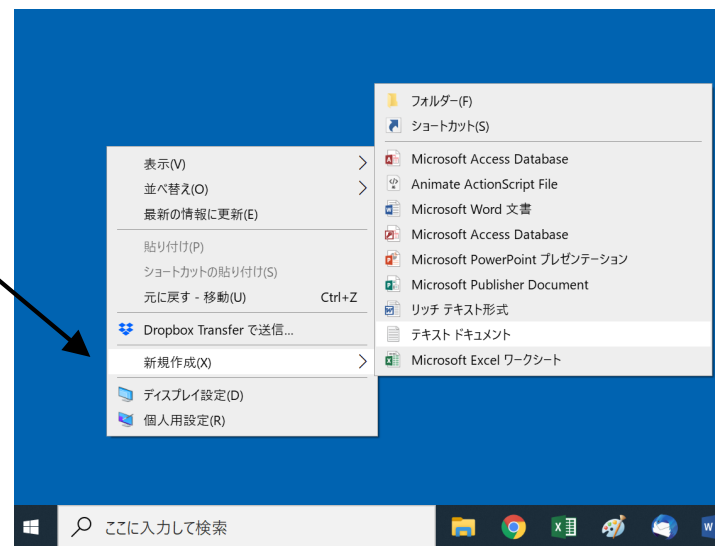 フォルダー(F)
ショートカット(S)
Microsoft Access Database
Animate ActionScript File
Microsoft Word 文書
Microsoft Access Database
Microsoft PowerPoint プレゼンテーション
Microsoft Publisher Document
リッチ テキスト形式
テキスト ドキュメント
Microsoft Excel ワークシート
表示(V)
並べ替え(O)
最新の情報に更新(E)
貼り付け(P)
ショートカットの貼り付け(S)
元に戻す - 移動(U) Ctrl+Z
Dropbox Transfer で送信...
新規作成(X)
ディスプレイ設定(D)
個人用設定(R)
ここに入力して検索